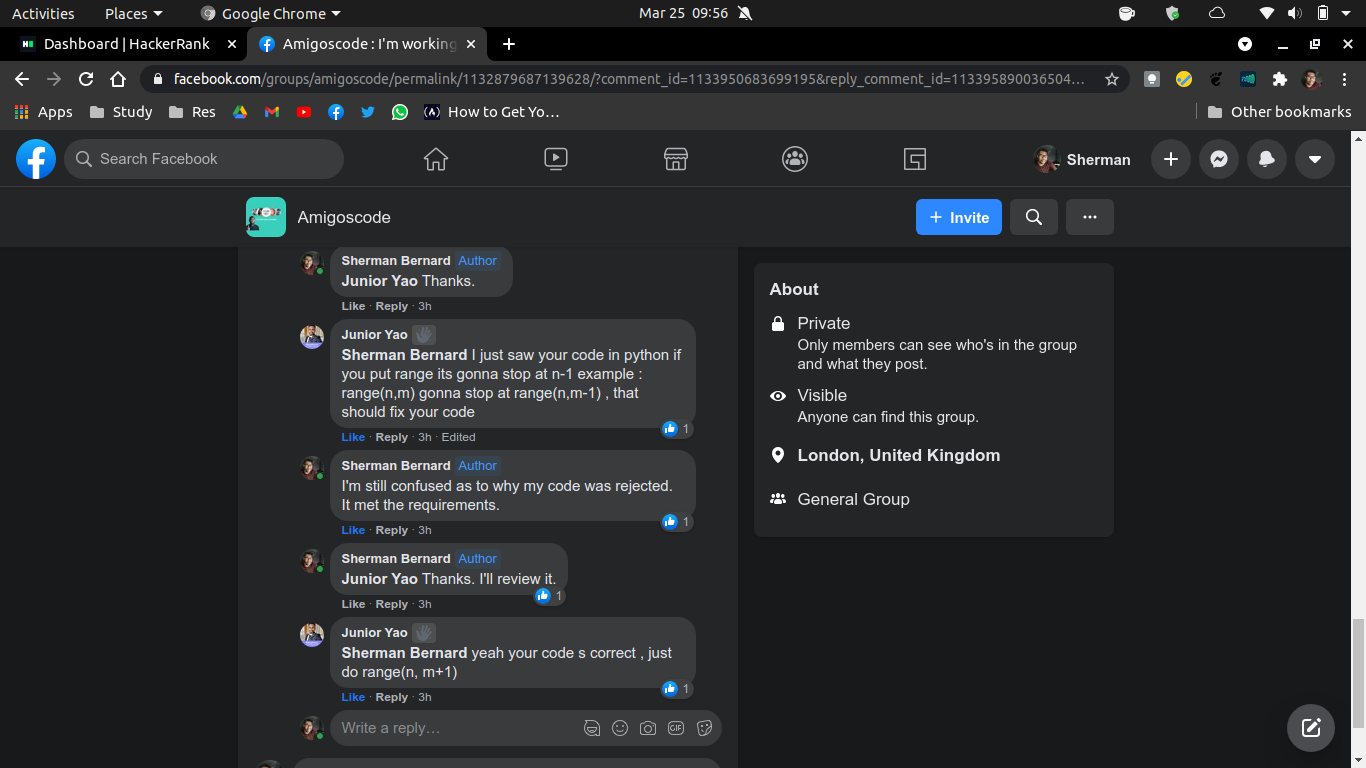 Activities Places Google Chrome Mar 25 09:56
Dashboard | HackerRank Amigoscode : I'm working
facebook.com/groups/amigoscode/permalink/1132879687139628/?comment_id=1133950683699195&reply_comment_id=113395890036504...
Apps Study Res How to Get Yo... Other bookmarks
Search Facebook Sherman
Amigoscode + Invite
Sherman Bernard Author
Junior Yao Thanks.
Like · Reply · 3h
Junior Yao
Sherman Bernard I just saw your code in python if
you put range its gonna stop at n-1 example :
range(n,m) gonna stop at range(n,m-1) , that
should fix your code
1
Like · Reply · 3h · Edited
Sherman Bernard Author
I'm still confused as to why my code was rejected.
It met the requirements.
1
Like · Reply · 3h
Sherman Bernard Author
Junior Yao Thanks. I'll review it.
1
Like · Reply · 3h
Junior Yao
Sherman Bernard yeah your code s correct , just
do range(n, m+1)
1
Like · Reply · 3h
Write a reply...
GIF
About
Private
Only members can see who's in the group
and what they post.
Visible
Anyone can find this group.
London, United Kingdom
General Group